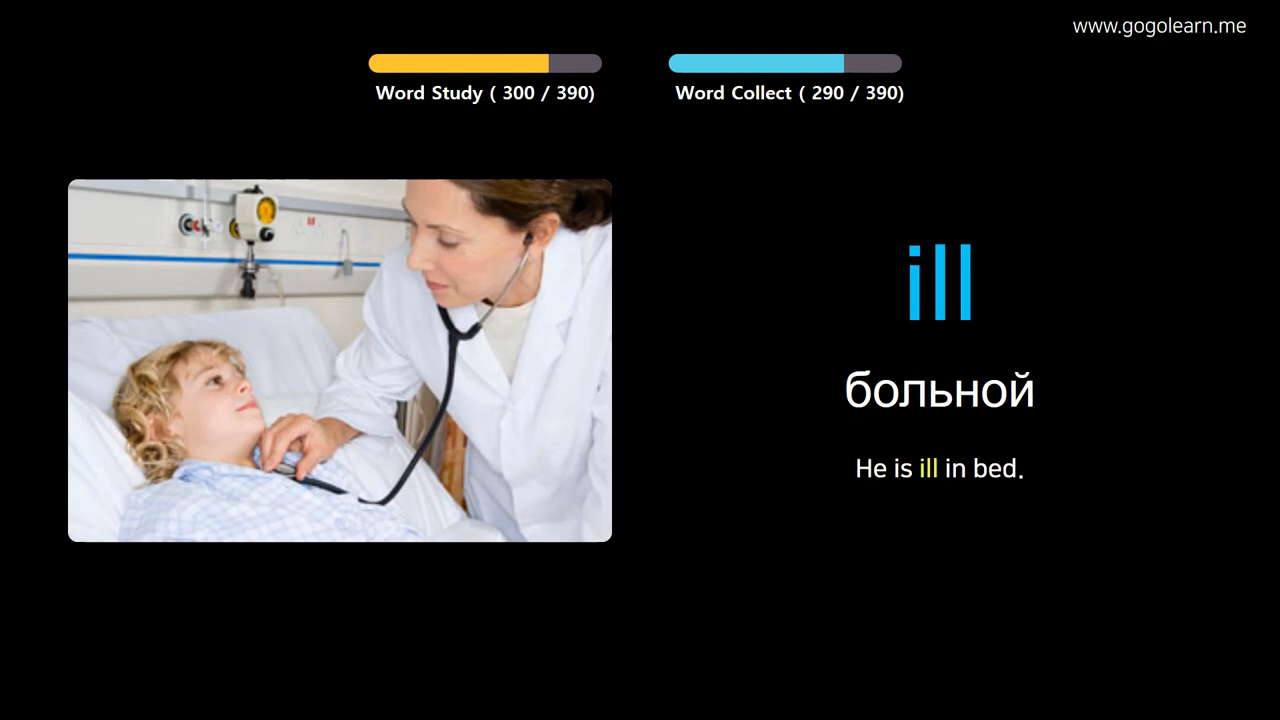 www.gogolearn.me
Word Study ( 300 / 390)
Word Collect ( 290 / 390)
ill
больной
He is ill in bed.